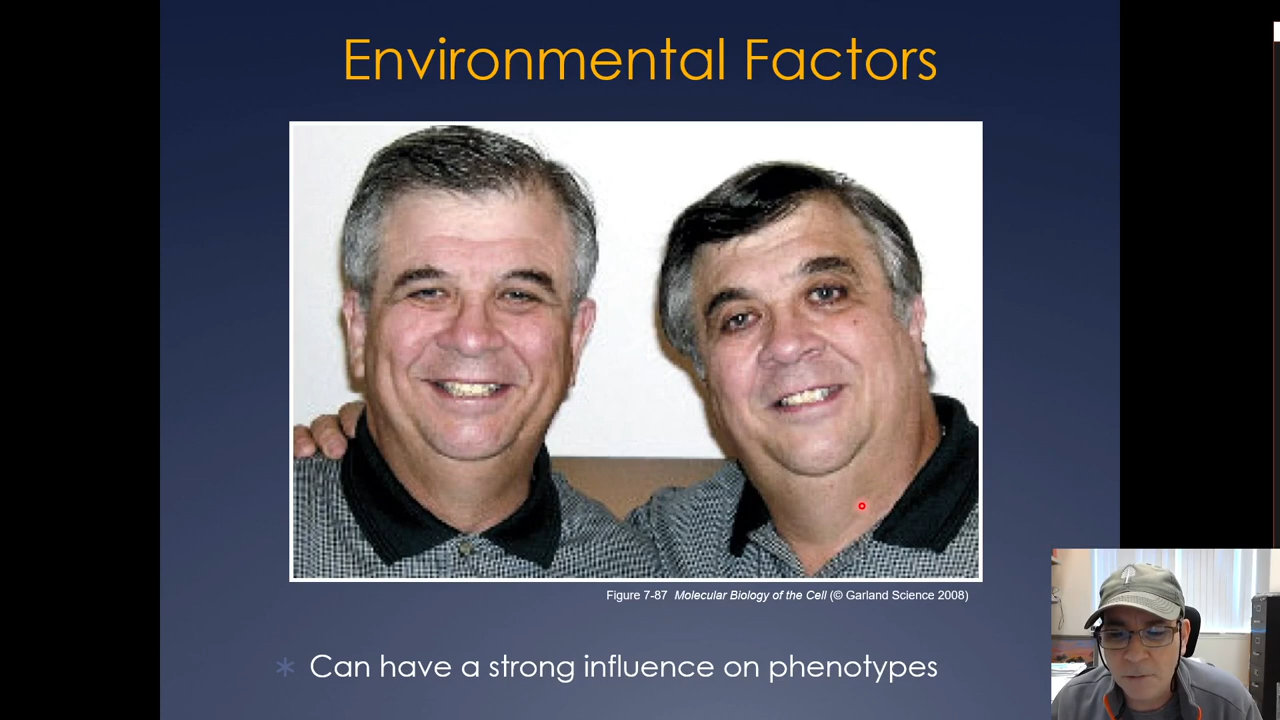 Environmental Factors
Figure 7-87 Molecular Biology of the Cell (© Garland Science 2008)
Can have a strong influence on phenotypes